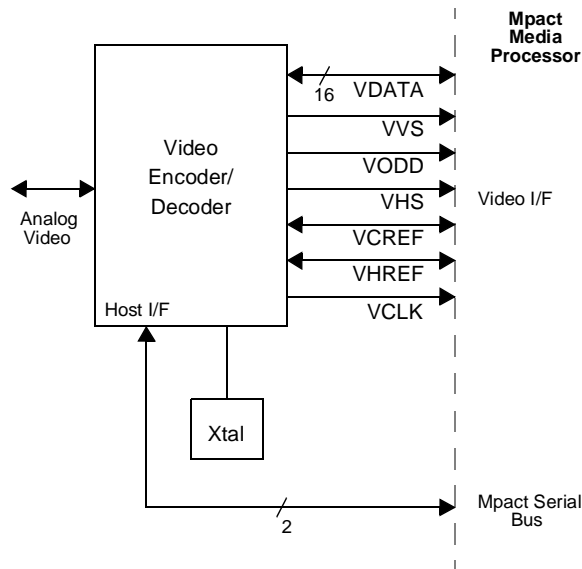 Mpact
Media
Processor
16
VDATA
VVS
Video
Encoder/
Decoder
VODD
VHS
Video I/F
Analog
Video
VCREF
VHREF
Host I/F
VCLK
Xtal
2
Mpact Serial
Bus